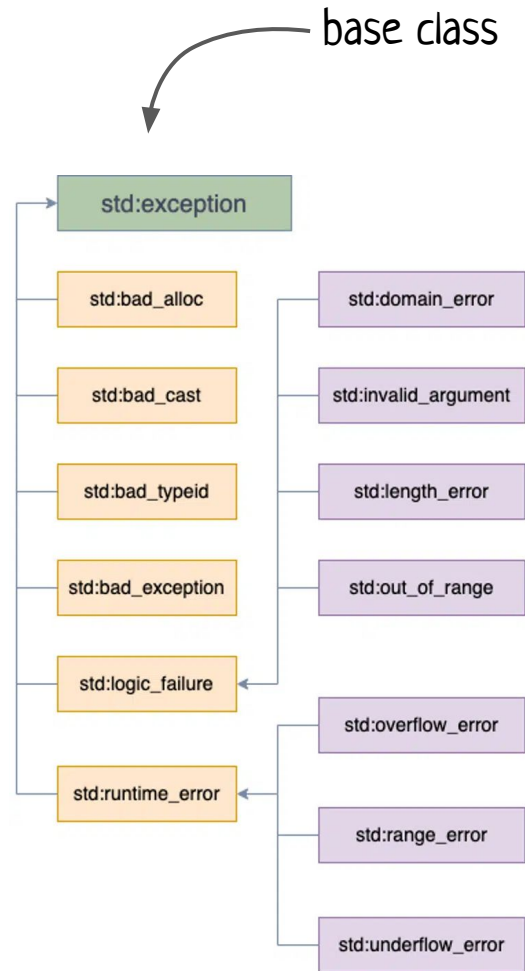 base class
std:exception
std:bad_alloc
std:bad_cast
std:bad_typeid
std:bad_exception
std:logic_failure
std:runtime_error
std:domain_error
std:invalid_argument
std:length_error
std:out_of_range
std:overflow_error
std:range_error
std:underflow_error